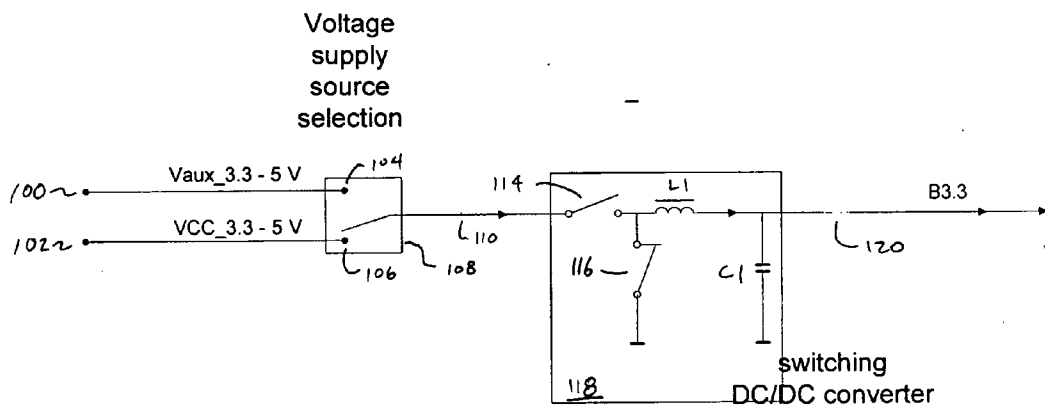 Voltage
supply
source
selection
100
Vaux_3.3 - 5 V
104
102
VCC_3.3 - 5 V
106
108
110
114
L1
116
C1
B3.3
120
118
switching
DC/DC converter